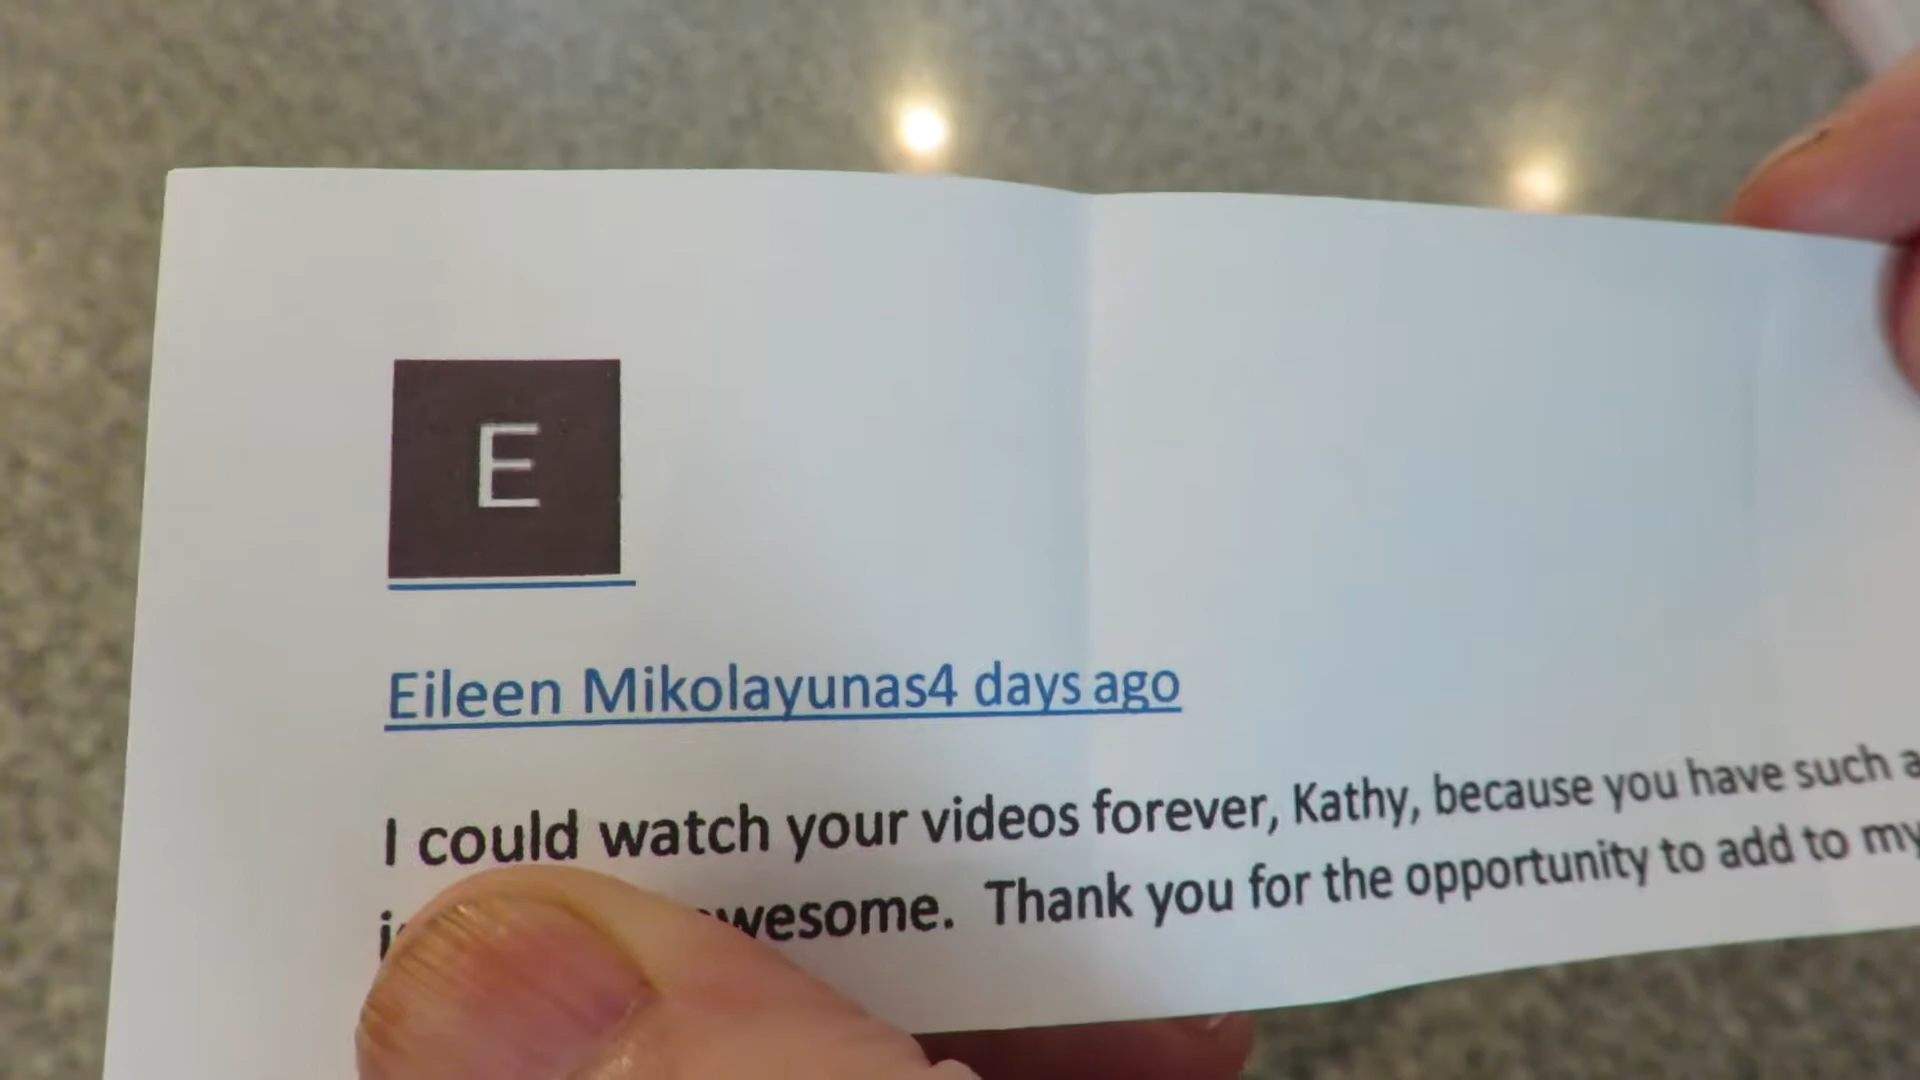 E
Eileen Mikolayunas4 days ago
I could watch your videos forever, Kathy, because you have such a
awesome. Thank you for the opportunity to add to my